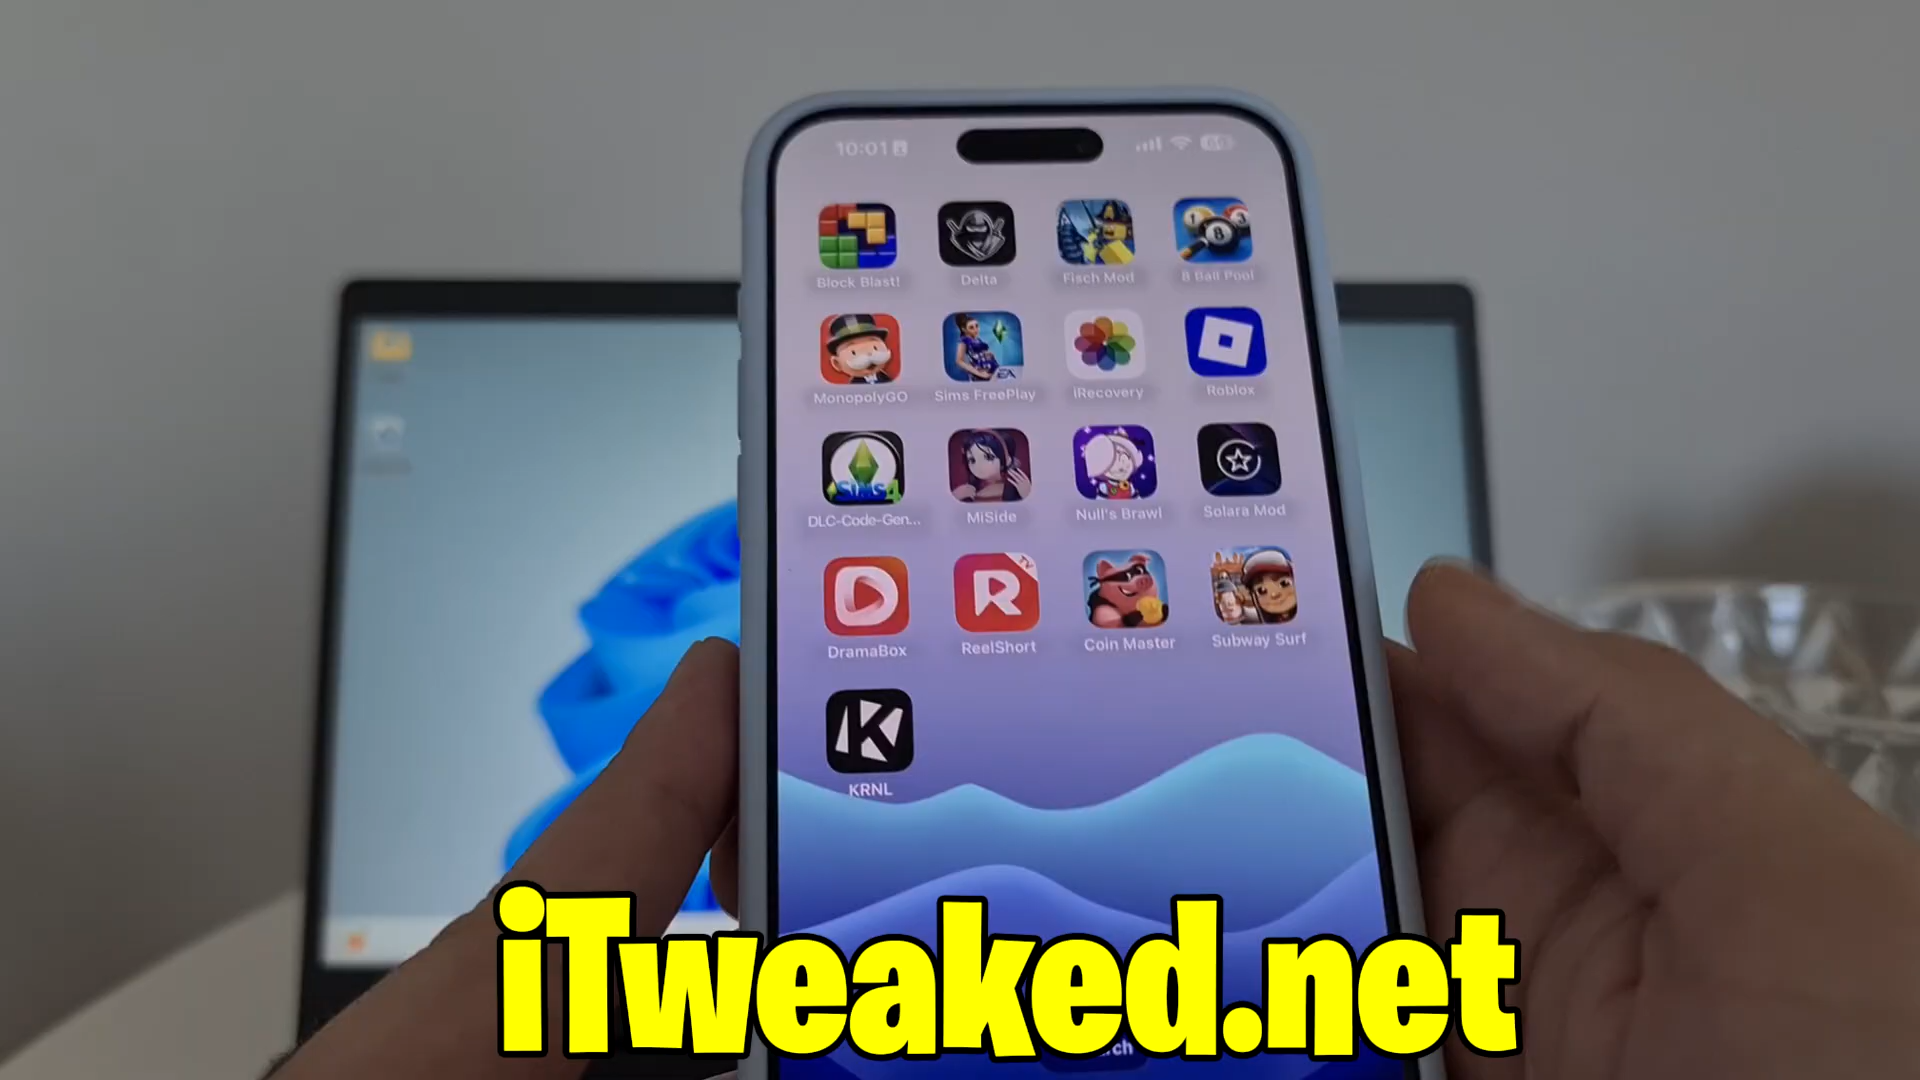 10:01
Block Blast! Delta Fisch Mod 8 Ball Pool
MonopolyGO Sims FreePlay iRecovery Roblox
DLC-Code-Gen... MiSide Null's Brawl Solara Mod
DramaBox ReelShort Coin Master Subway Surf
KRNL
iTweaked.net